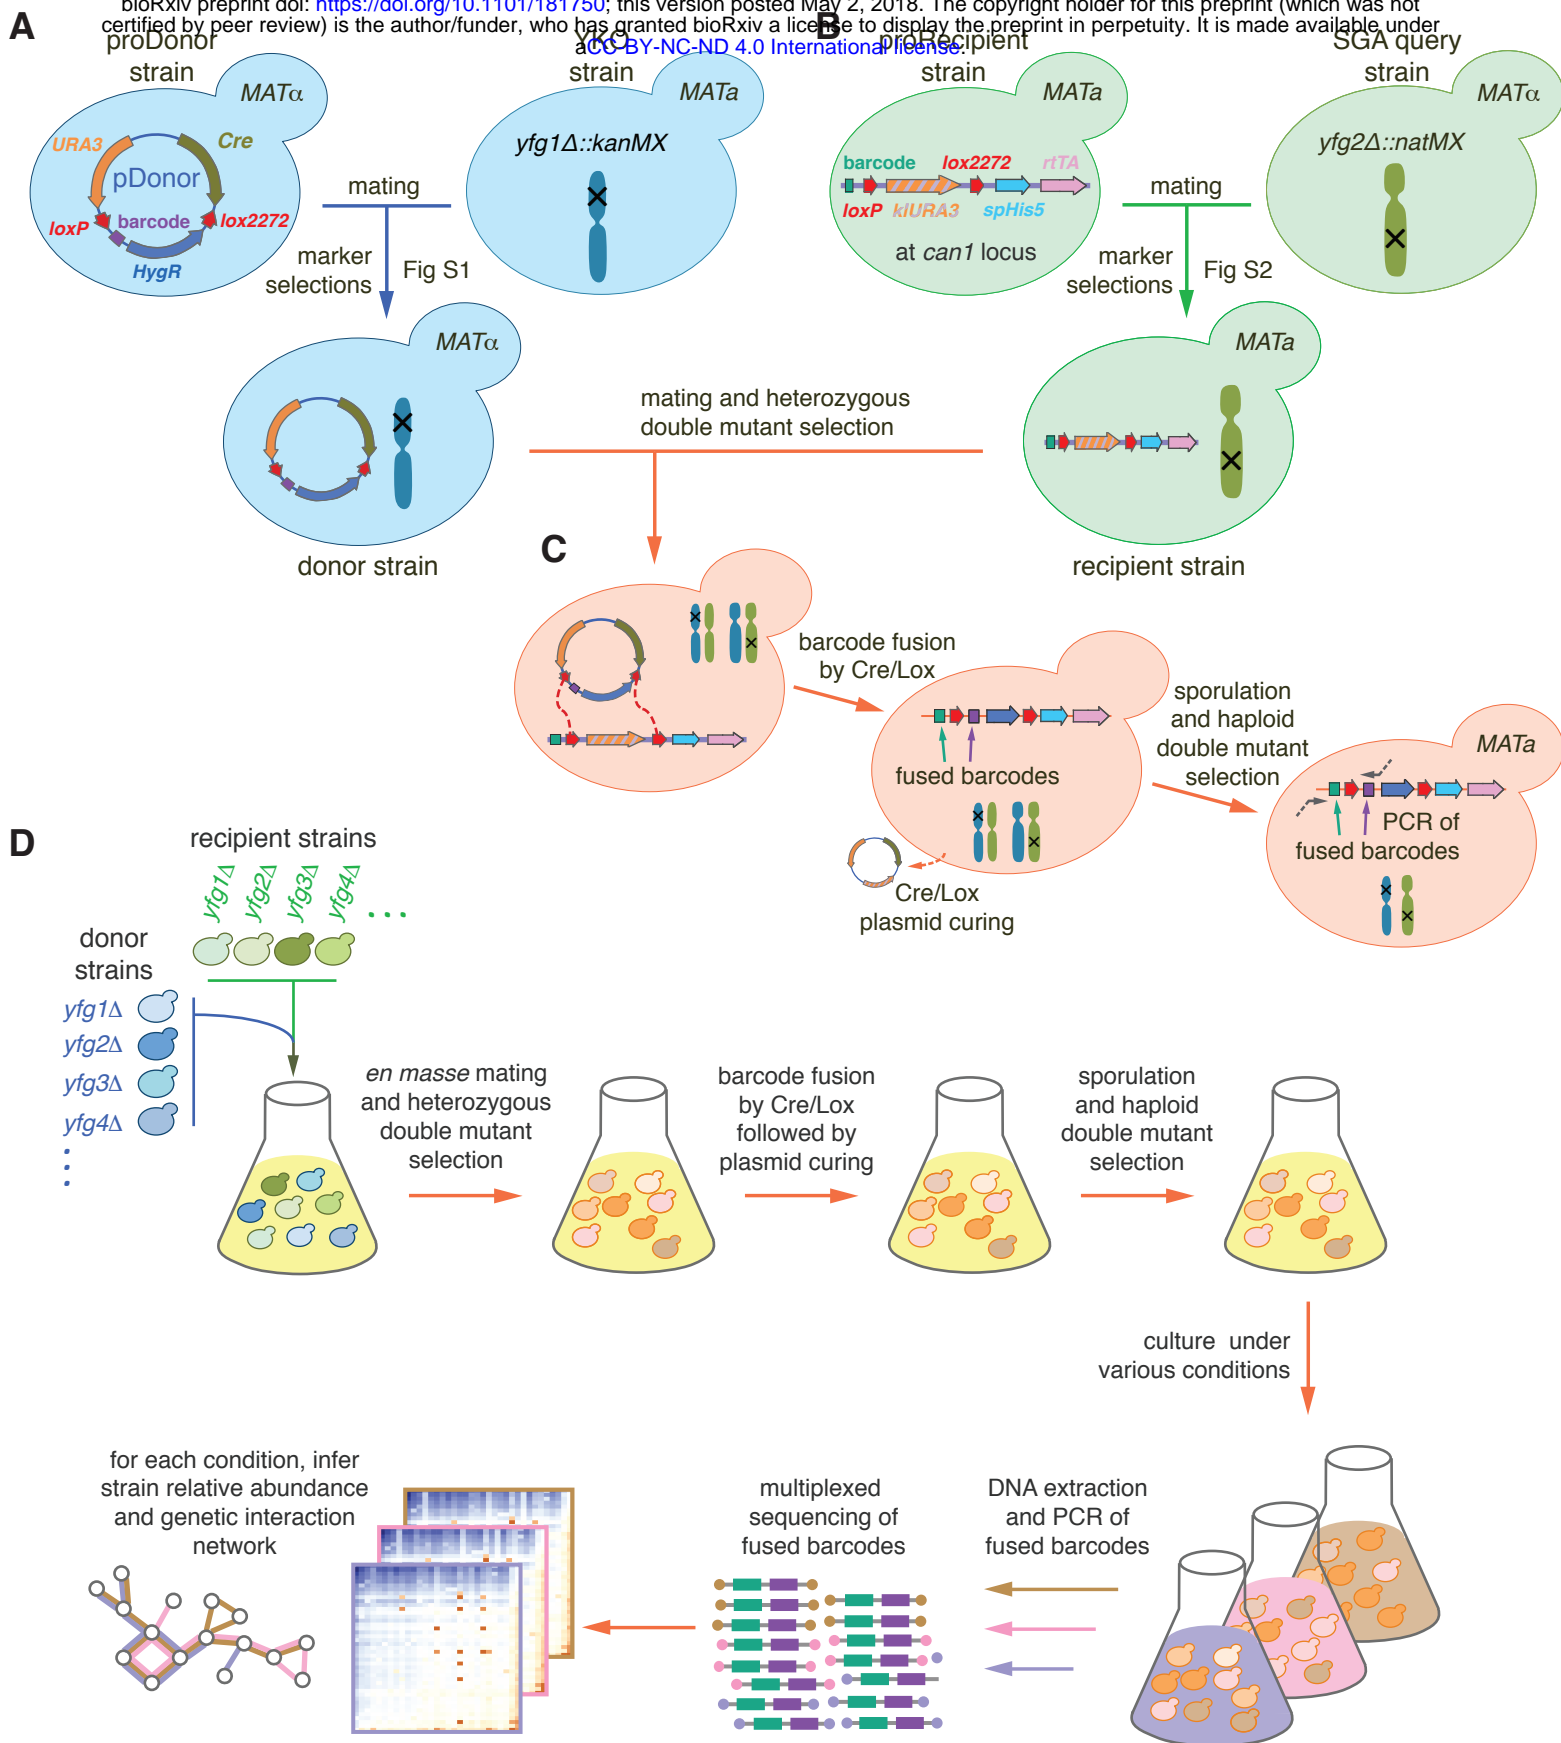 bioRxiv preprint doi: https://doi.org/10.1101/181750; this version posted May 2, 2018. The copyright holder for this preprint (which was not
certified by peer review) is the author/funder, who has granted bioRxiv a license to display the preprint in perpetuity. It is made available under
aCC-BY-NC-ND 4.0 International license.
A
proDonor
strain
MATα
URA3
Cre
pDonor
loxP
barcode
lox2272
HygR
mating
marker
selections
Fig S1
YKO
strain
MATa
yfg1Δ::kanMX
MATα
donor strain
B
proRecipient
strain
MATa
barcode
lox2272
rtTA
loxP
klURA3
spHis5
at can1 locus
mating
marker
selections
Fig S2
SGA query
strain
MATα
yfg2Δ::natMX
MATa
recipient strain
mating and heterozygous
double mutant selection
C
barcode fusion
by Cre/Lox
fused barcodes
Cre/Lox
plasmid curing
sporulation
and haploid
double mutant
selection
MATa
PCR of
fused barcodes
D
recipient strains
yfg1Δ
yfg2Δ
yfg3Δ
yfg4Δ
...
donor
strains
yfg1Δ
yfg2Δ
yfg3Δ
yfg4Δ
en masse mating
and heterozygous
double mutant
selection
barcode fusion
by Cre/Lox
followed by
plasmid curing
sporulation
and haploid
double mutant
selection
culture under
various conditions
DNA extraction
and PCR of
fused barcodes
multiplexed
sequencing of
fused barcodes
for each condition, infer
strain relative abundance
and genetic interaction
network